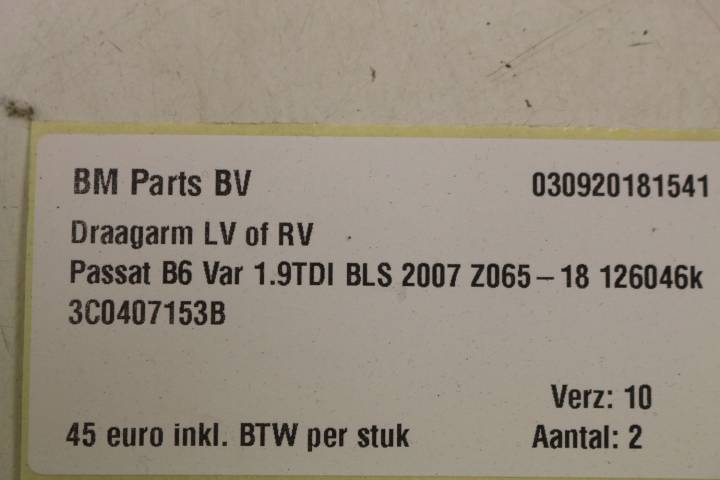 BM Parts BV 030920181541
Draagarm LV of RV
Passat B6 Var 1.9TDI BLS 2007 Z065-18 126046k
3C0407153B
Verz: 10
45 euro inkl. BTW per stuk Aantal: 2